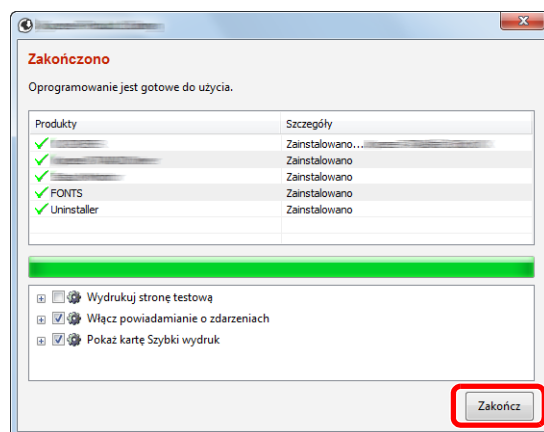 Zakończono
Oprogramowanie jest gotowe do użycia.
Produkty Szczegóły
Zainstalowano...
Zainstalowano
Zainstalowano
FONTS Zainstalowano
Uninstaller Zainstalowano
Wydrukuj stronę testową
Włącz powiadamianie o zdarzeniach
Pokaż kartę Szybki wydruk
Zakończ